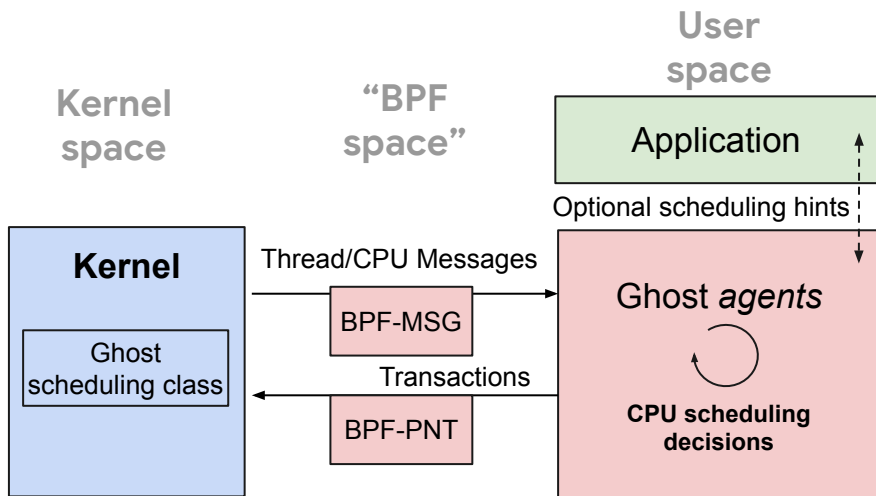 Kernel
space
“BPF
space”
User
space
Application
Optional scheduling hints
Kernel
Ghost
scheduling class
Thread/CPU Messages
BPF-MSG
Transactions
BPF-PNT
Ghost agents
CPU scheduling
decisions